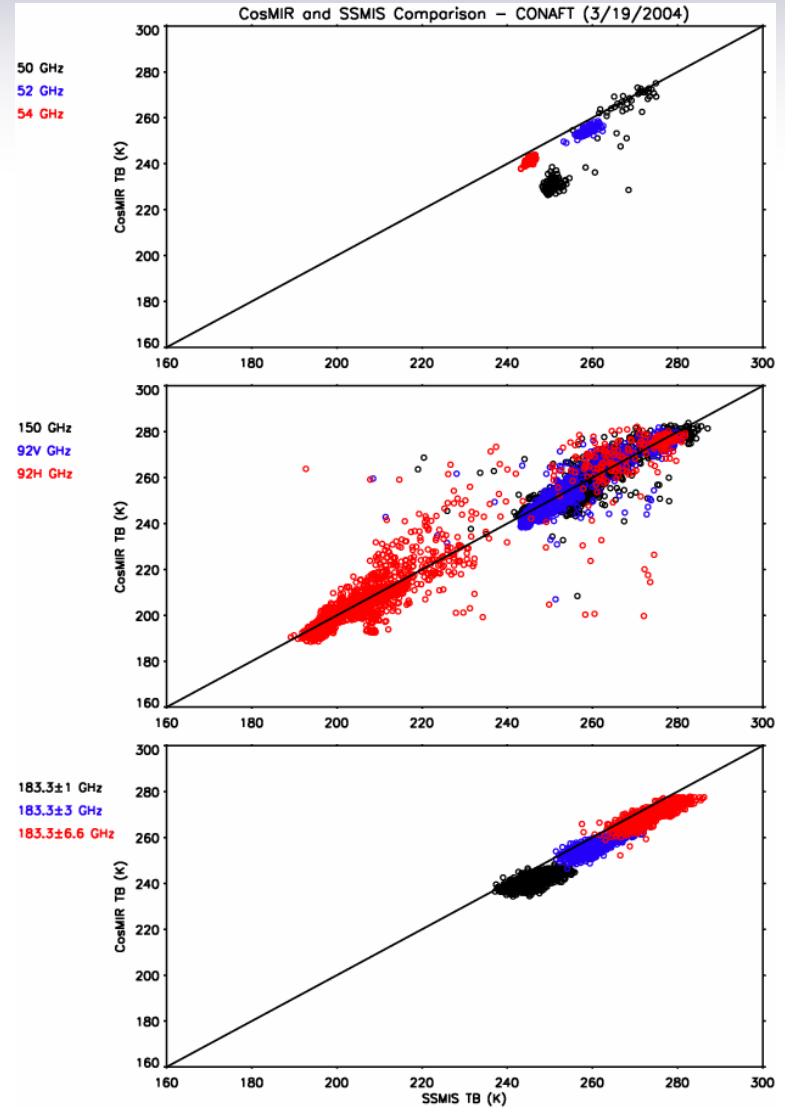 CosMIR and SSMIS Comparison – CONAFT (3/19/2004)
50 GHz
52 GHz
54 GHz
CosMIR TB (K)
300
280
260
240
220
200
180
160
160 180 200 220 240 260 280 300
150 GHz
92V GHz
92H GHz
CosMIR TB (K)
300
280
260
240
220
200
180
160
160 180 200 220 240 260 280 300
183.3±1 GHz
183.3±3 GHz
183.3±6.6 GHz
CosMIR TB (K)
300
280
260
240
220
200
180
160
160 180 200 220 240 260 280 300
SSMIS TB (K)